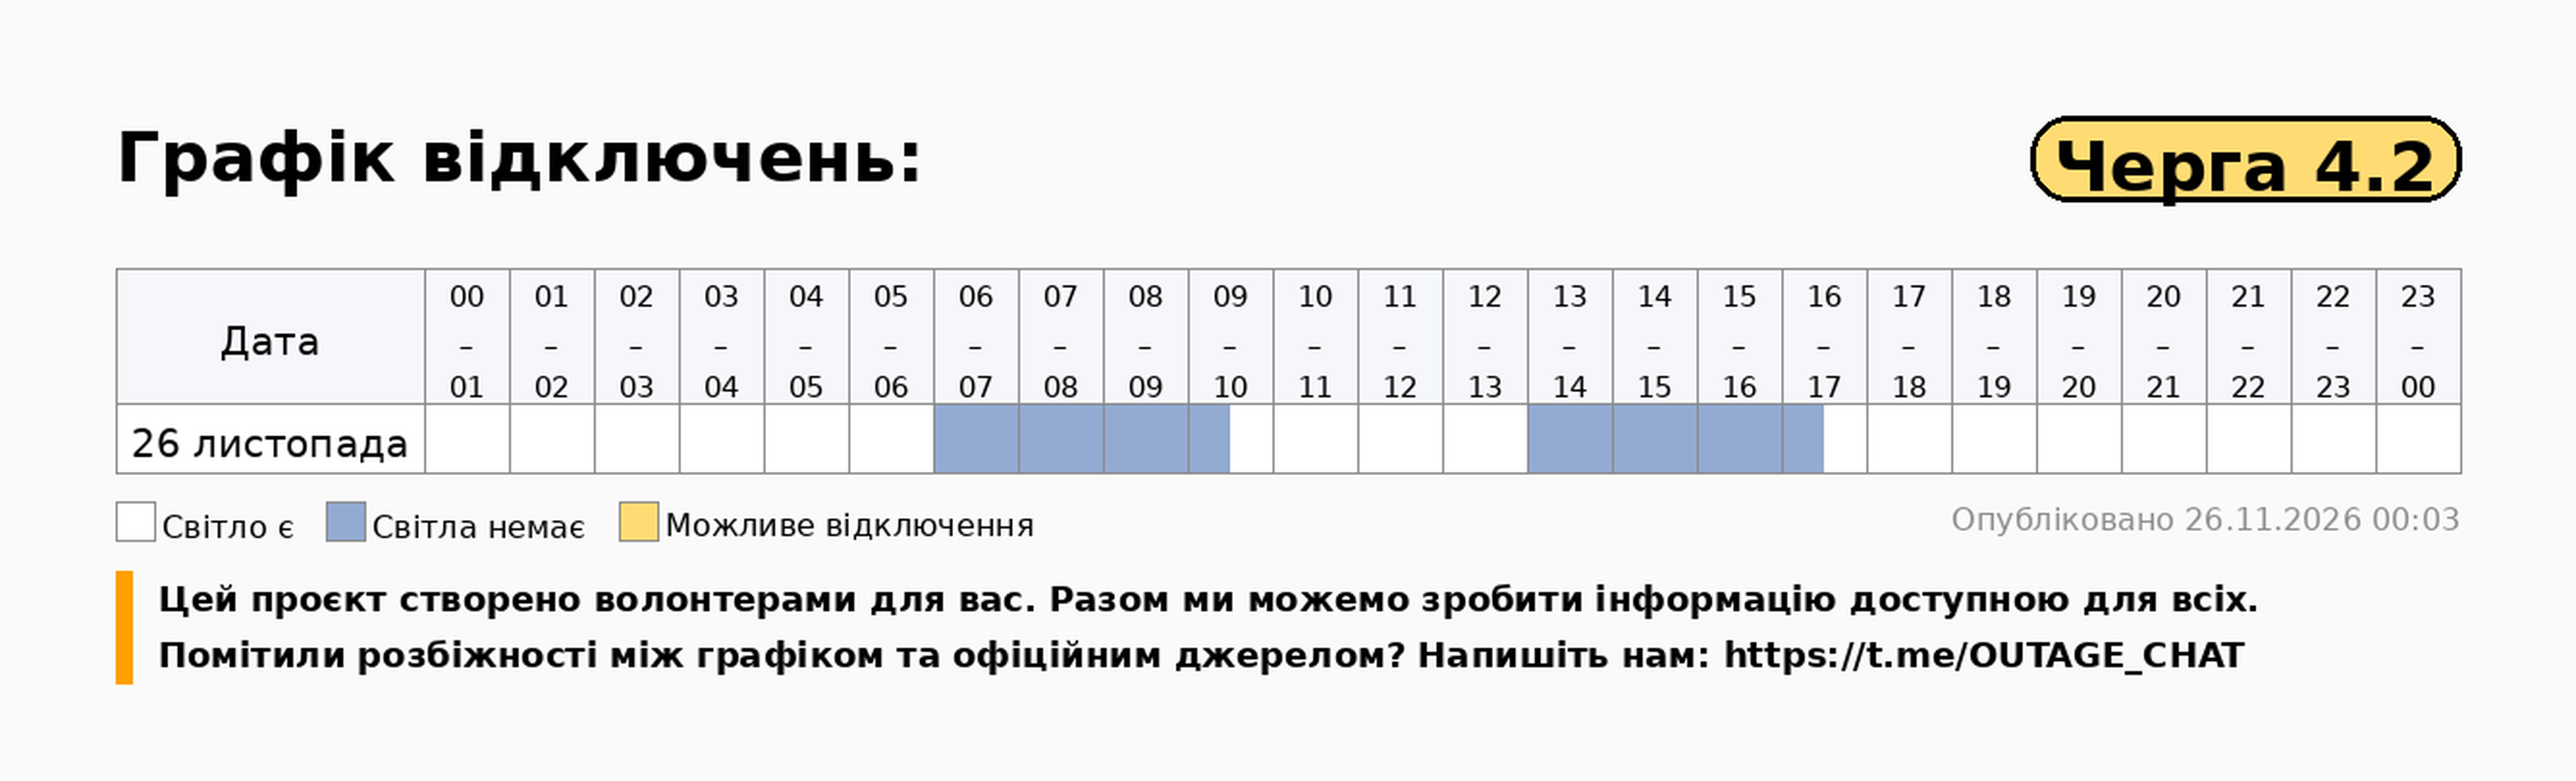 Графік відключень:
Черга 4.2
Дата
00 – 01
01 – 02
02 – 03
03 – 04
04 – 05
05 – 06
06 – 07
07 – 08
08 – 09
09 – 10
10 – 11
11 – 12
12 – 13
13 – 14
14 – 15
15 – 16
16 – 17
17 – 18
18 – 19
19 – 20
20 – 21
21 – 22
22 – 23
23 – 00
26 листопада
Світло є
Світла немає
Можливе відключення
Опубліковано 26.11.2026 00:03
Цей проєкт створено волонтерами для вас. Разом ми можемо зробити інформацію доступною для всіх.
Помітили розбіжності між графіком та офіційним джерелом? Напишіть нам: https://t.me/OUTAGE_CHAT